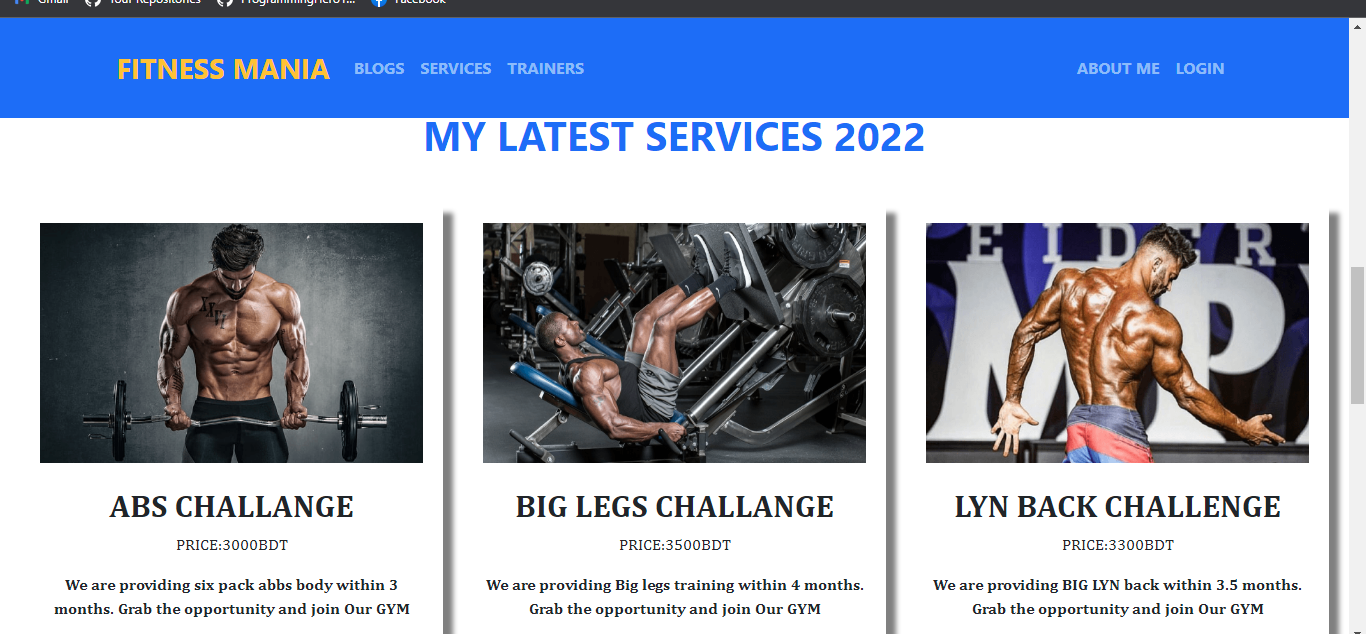 Gmail Your Repositories ProgrammingHero1... Facebook
FITNESS MANIA BLOGS SERVICES TRAINERS ABOUT ME LOGIN
MY LATEST SERVICES 2022
EIDER
MP
ABS CHALLANGE
PRICE:3000BDT
We are providing six pack abbs body within 3
months. Grab the opportunity and join Our GYM
BIG LEGS CHALLANGE
PRICE:3500BDT
We are providing Big legs training within 4 months.
Grab the opportunity and join Our GYM
LYN BACK CHALLENGE
PRICE:3300BDT
We are providing BIG LYN back within 3.5 months.
Grab the opportunity and join Our GYM